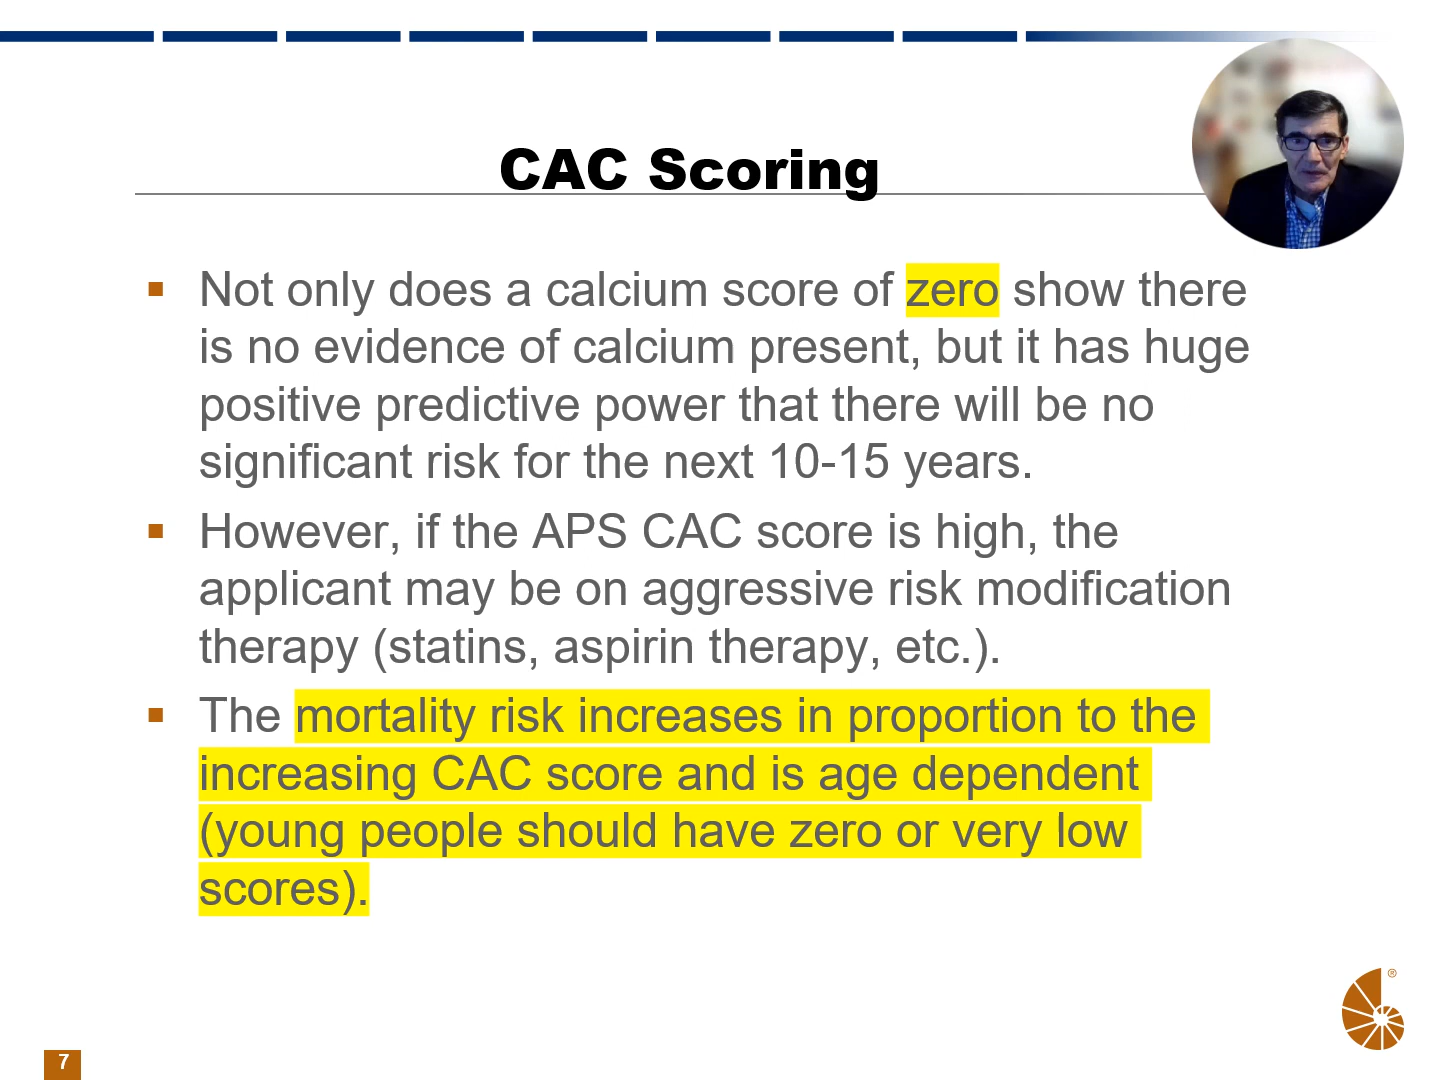 CAC Scoring
Not only does a calcium score of zero show there
is no evidence of calcium present, but it has huge
positive predictive power that there will be no
significant risk for the next 10-15 years.
However, if the APS CAC score is high, the
applicant may be on aggressive risk modification
therapy (statins, aspirin therapy, etc.).
The mortality risk increases in proportion to the
increasing CAC score and is age dependent
(young people should have zero or very low
scores).
®
7